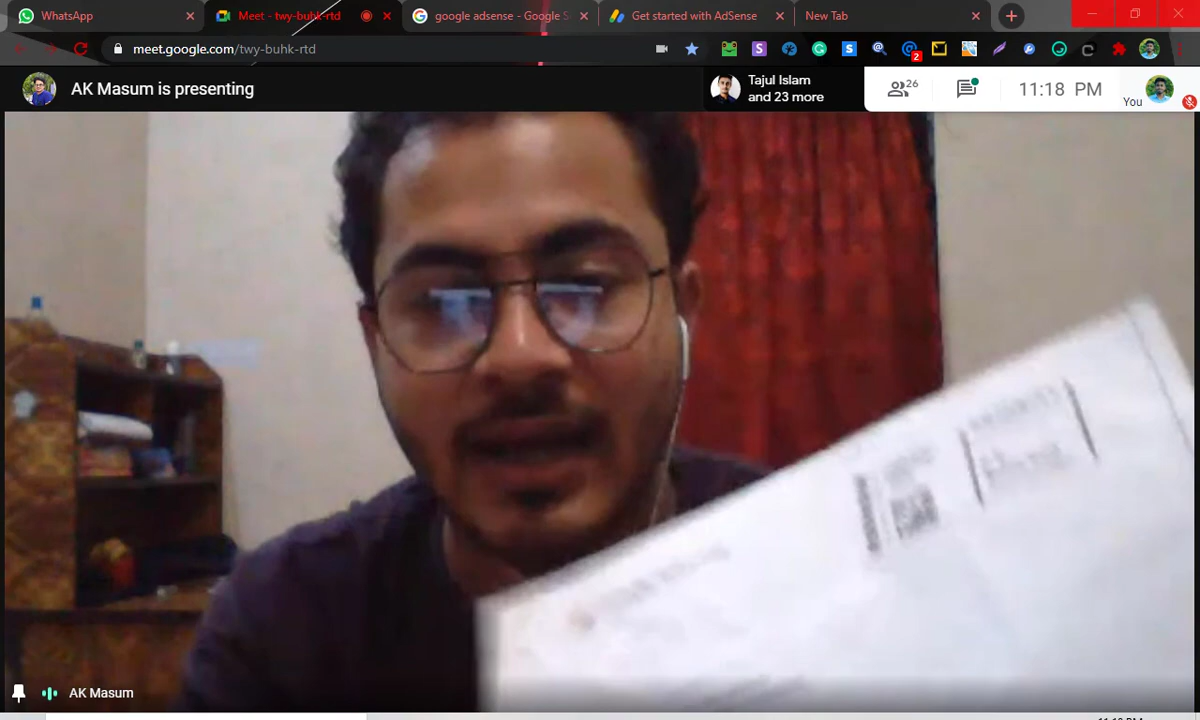 WhatsApp
Meet - twy-buhk-rtd
google adsense - Google S
Get started with AdSense
New Tab
meet.google.com/twy-buhk-rtd
2
AK Masum is presenting
Tajul Islam
and 23 more
26
11:18 PM
You
AK Masum